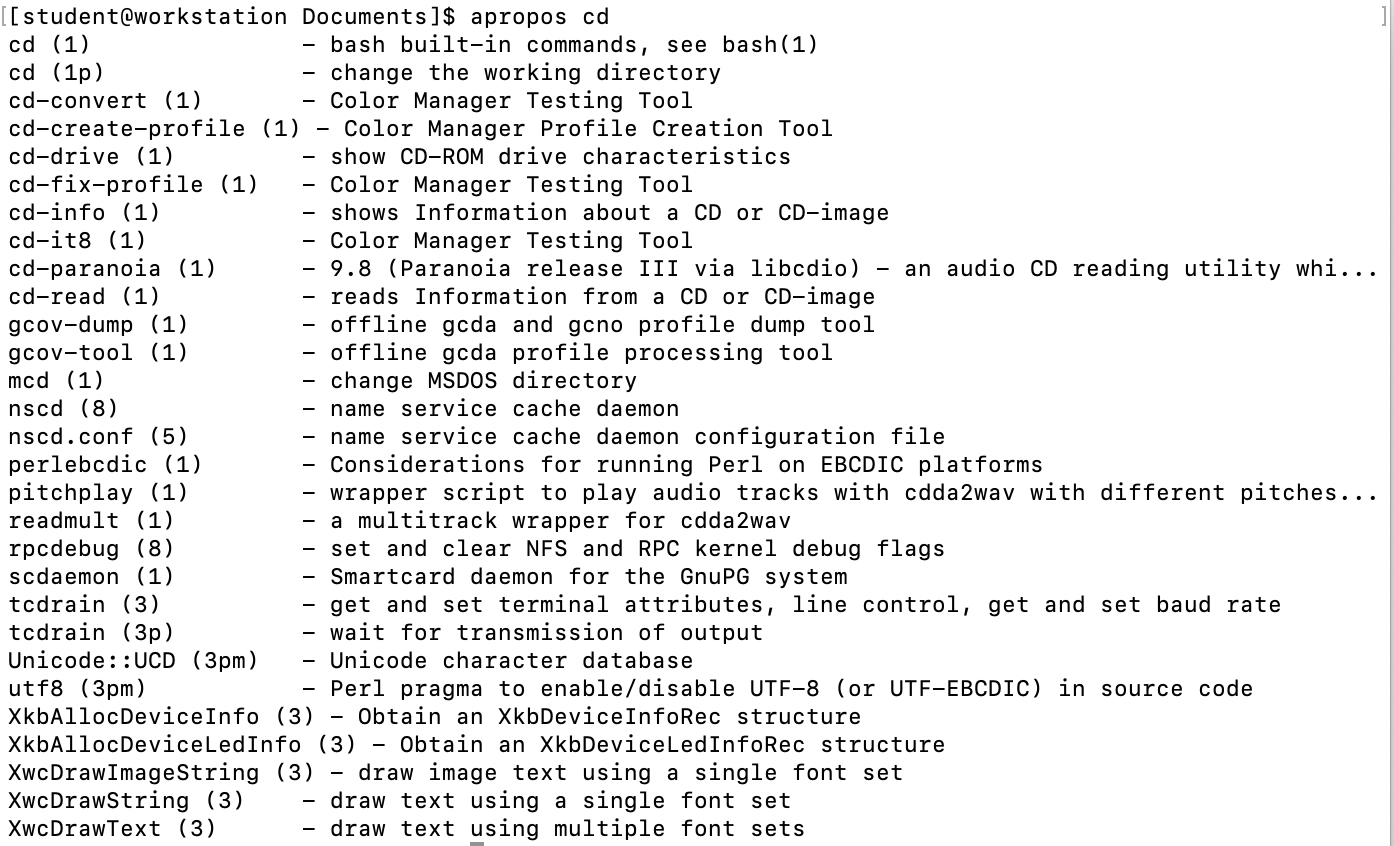 [[student@workstation Documents]$ apropos cd ]
cd (1)               - bash built-in commands, see bash(1)
cd (1p)              - change the working directory
cd-convert (1)       - Color Manager Testing Tool
cd-create-profile (1) - Color Manager Profile Creation Tool
cd-drive (1)         - show CD-ROM drive characteristics
cd-fix-profile (1)   - Color Manager Testing Tool
cd-info (1)          - shows Information about a CD or CD-image
cd-it8 (1)           - Color Manager Testing Tool
cd-paranoia (1)      - 9.8 (Paranoia release III via libcdio) - an audio CD reading utility whi...
cd-read (1)          - reads Information from a CD or CD-image
gcov-dump (1)        - offline gcda and gcno profile dump tool
gcov-tool (1)        - offline gcda profile processing tool
mcd (1)              - change MSDOS directory
nscd (8)             - name service cache daemon
nscd.conf (5)        - name service cache daemon configuration file
perlebcdic (1)       - Considerations for running Perl on EBCDIC platforms
pitchplay (1)        - wrapper script to play audio tracks with cdda2wav with different pitches...
readmult (1)         - a multitrack wrapper for cdda2wav
rpcdebug (8)         - set and clear NFS and RPC kernel debug flags
scdaemon (1)         - Smartcard daemon for the GnuPG system
tcdrain (3)          - get and set terminal attributes, line control, get and set baud rate
tcdrain (3p)         - wait for transmission of output
Unicode::UCD (3pm)   - Unicode character database
utf8 (3pm)           - Perl pragma to enable/disable UTF-8 (or UTF-EBCDIC) in source code
XkbAllocDeviceInfo (3) - Obtain an XkbDeviceInfoRec structure
XkbAllocDeviceLedInfo (3) - Obtain an XkbDeviceLedInfoRec structure
XwcDrawImageString (3) - draw image text using a single font set
XwcDrawString (3)    - draw text using a single font set
XwcDrawText (3)      - draw text using multiple font sets